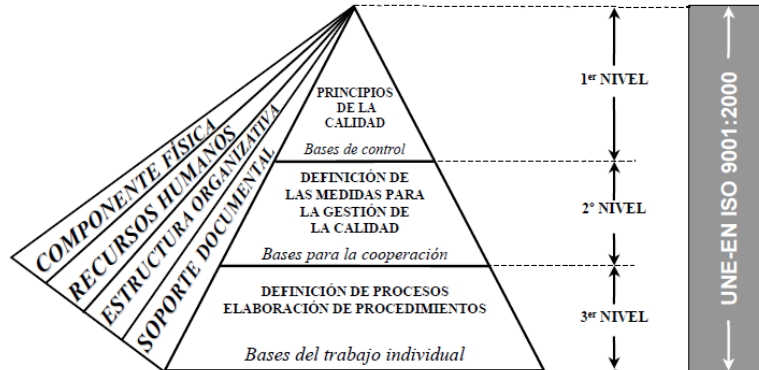 COMPONENTE FÍSICA
RECURSOS HUMANOS
ESTRUCTURA ORGANIZATIVA
SOPORTE DOCUMENTAL
PRINCIPIOS
DE LA
CALIDAD
Bases de control
DEFINICIÓN DE
LAS MEDIDAS PARA
LA GESTIÓN DE
LA CALIDAD
Bases para la cooperación
DEFINICIÓN DE PROCESOS
ELABORACIÓN DE PROCEDIMIENTOS
Bases del trabajo individual
1er NIVEL
2º NIVEL
3er NIVEL
UNE-EN ISO 9001:2000